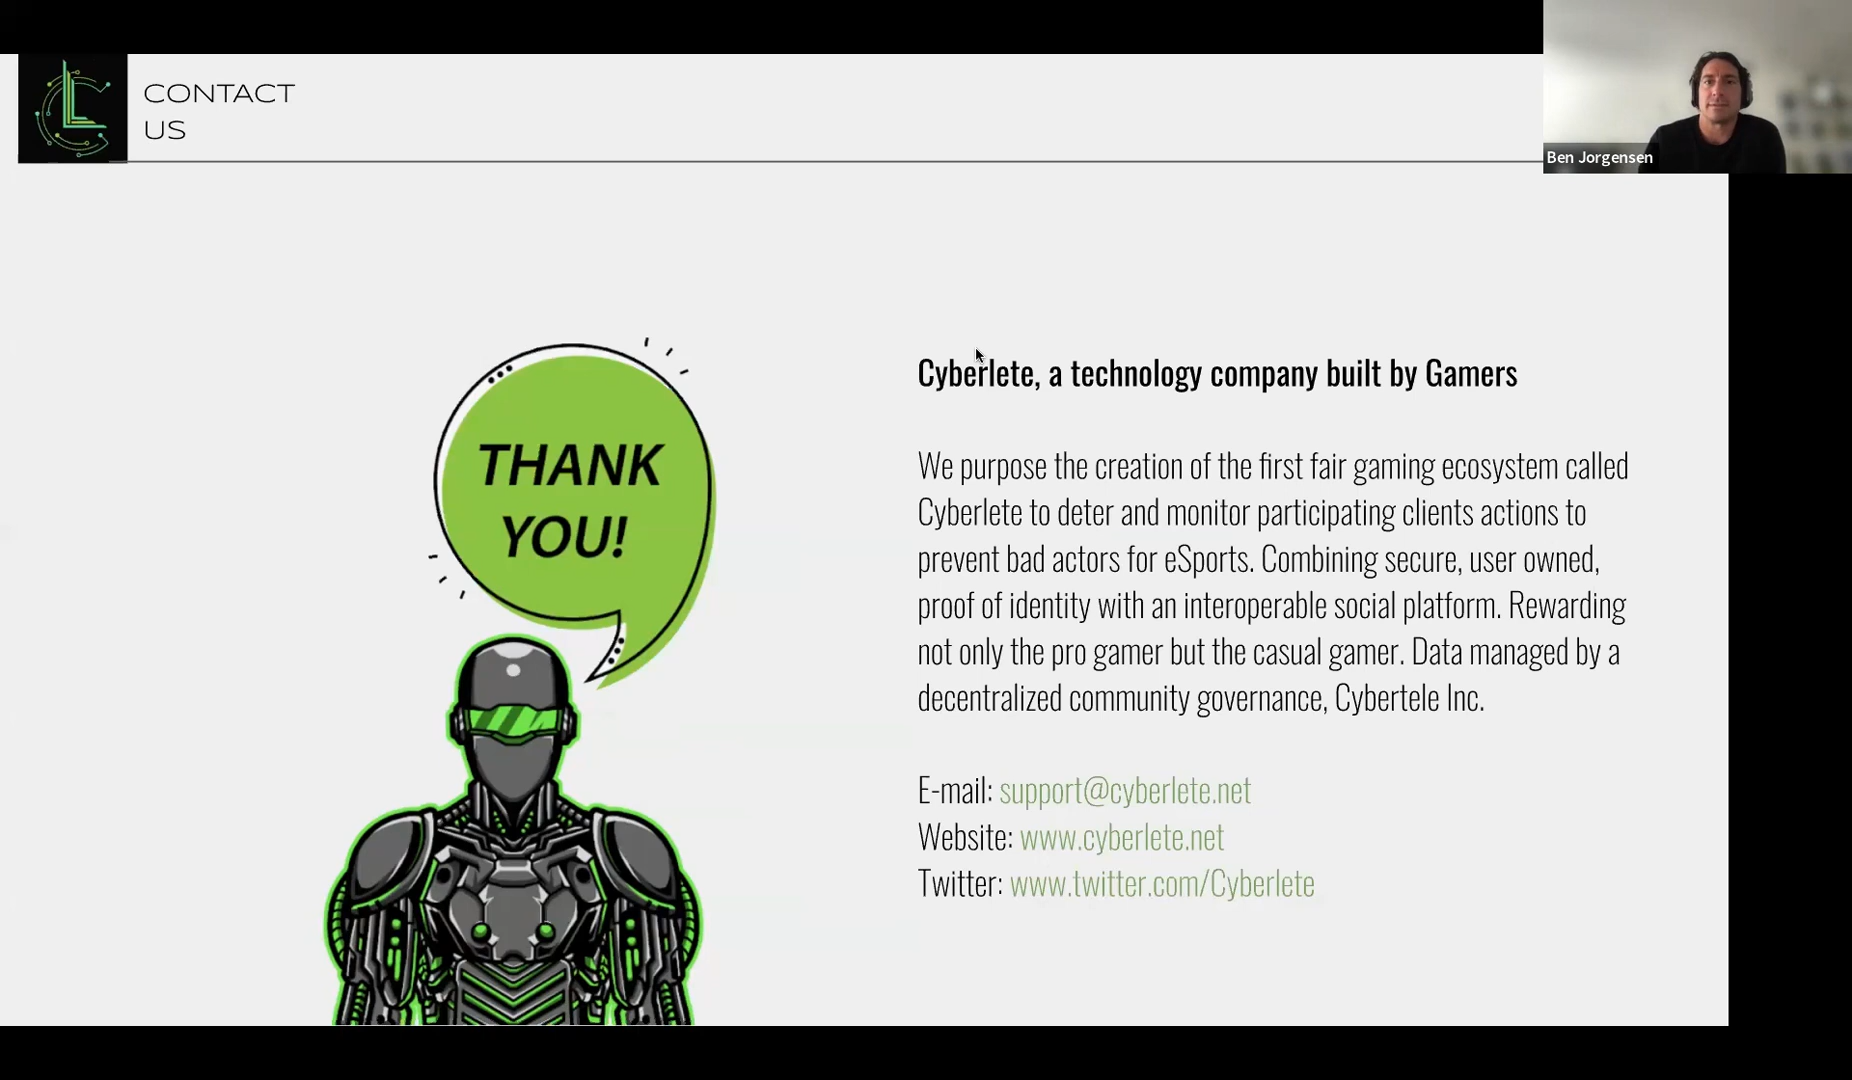 CONTACT
US
Ben Jorgensen
THANK
YOU!
Cyberlete, a technology company built by Gamers
We purpose the creation of the first fair gaming ecosystem called
Cyberlete to deter and monitor participating clients actions to
prevent bad actors for eSports. Combining secure, user owned,
proof of identity with an interoperable social platform. Rewarding
not only the pro gamer but the casual gamer. Data managed by a
decentralized community governance, Cybertele Inc.
E-mail: support@cyberlete.net
Website: www.cyberlete.net
Twitter: www.twitter.com/Cyberlete